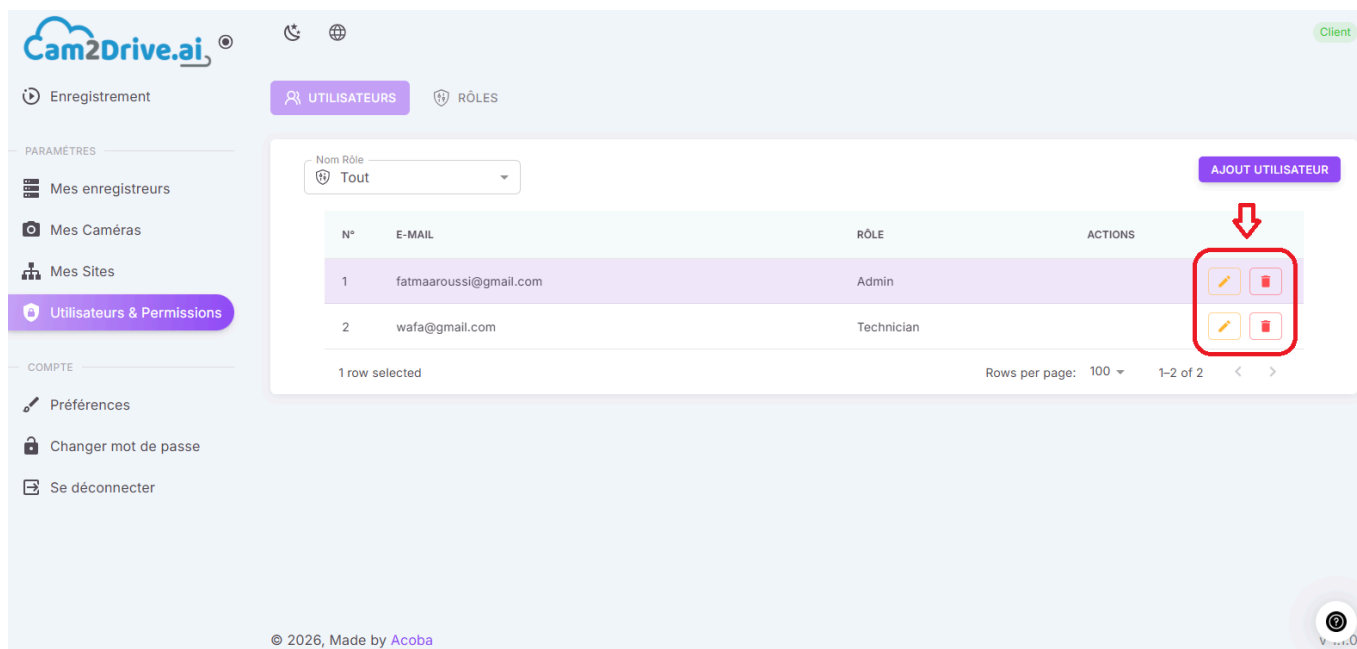 Cam2Drive.ai
Client
Enregistrement
UTILISATEURS
RÔLES
PARAMÈTRES
Mes enregistreurs
Mes Caméras
Mes Sites
Utilisateurs & Permissions
COMPTE
Préférences
Changer mot de passe
Se déconnecter
Nom Rôle
Tout
AJOUT UTILISATEUR
N° E-MAIL RÔLE ACTIONS
1 fatmaaroussi@gmail.com Admin
2 wafa@gmail.com Technician
1 row selected Rows per page: 100 1–2 of 2
© 2026, Made by Acoba